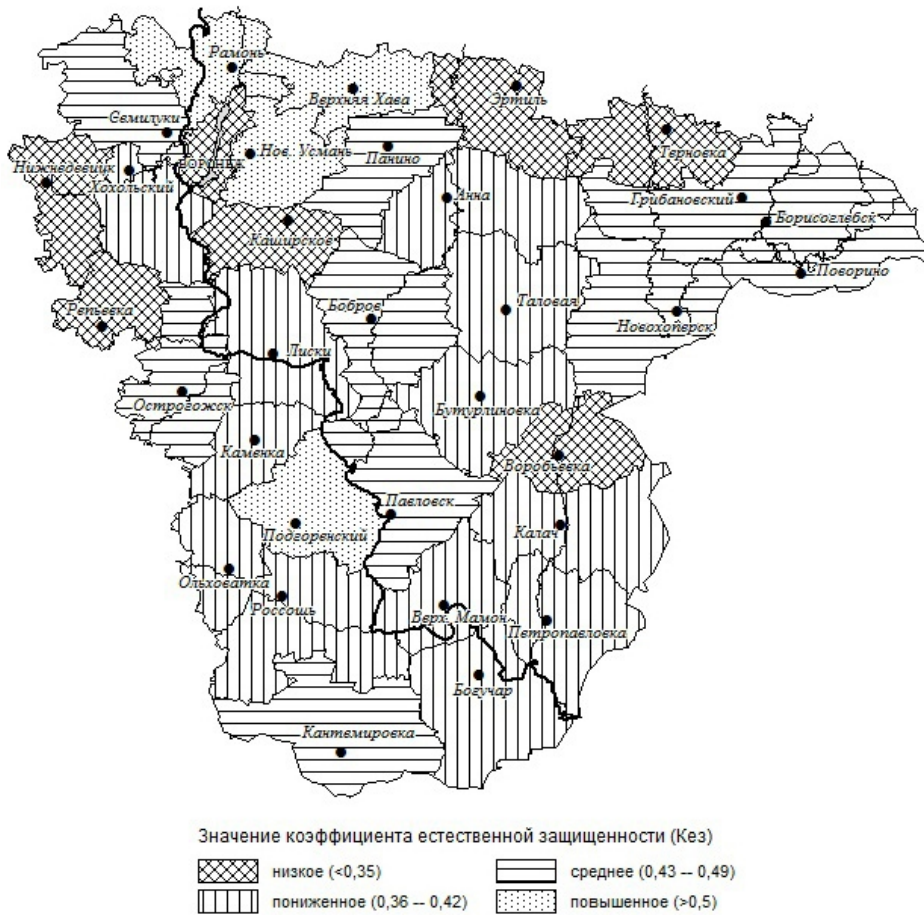 Рамонь
Верхняя Хава
Эртиль
Семилуки
Нов. Усмань
Панино
Терновка
ВОРОНЕЖ
Нижнедевицк
Хохольский
Анна
Грибановский
Борисоглебск
Каширское
Поворино
Репьевка
Бобров
Таловая
Новохопёрск
Лиски
Острогожск
Бутурлиновка
Каменка
Воробьевка
Павловск
Подгоренский
Калач
Ольховатка
Россошь
Верх. Мамон
Петропавловка
Богучар
Кантемировка
Значение коэффициента естественной защищенности (Кез)
низкое (<0,35)
среднее (0,43 -- 0,49)
пониженное (0,36 -- 0,42)
повышенное (>0,5)